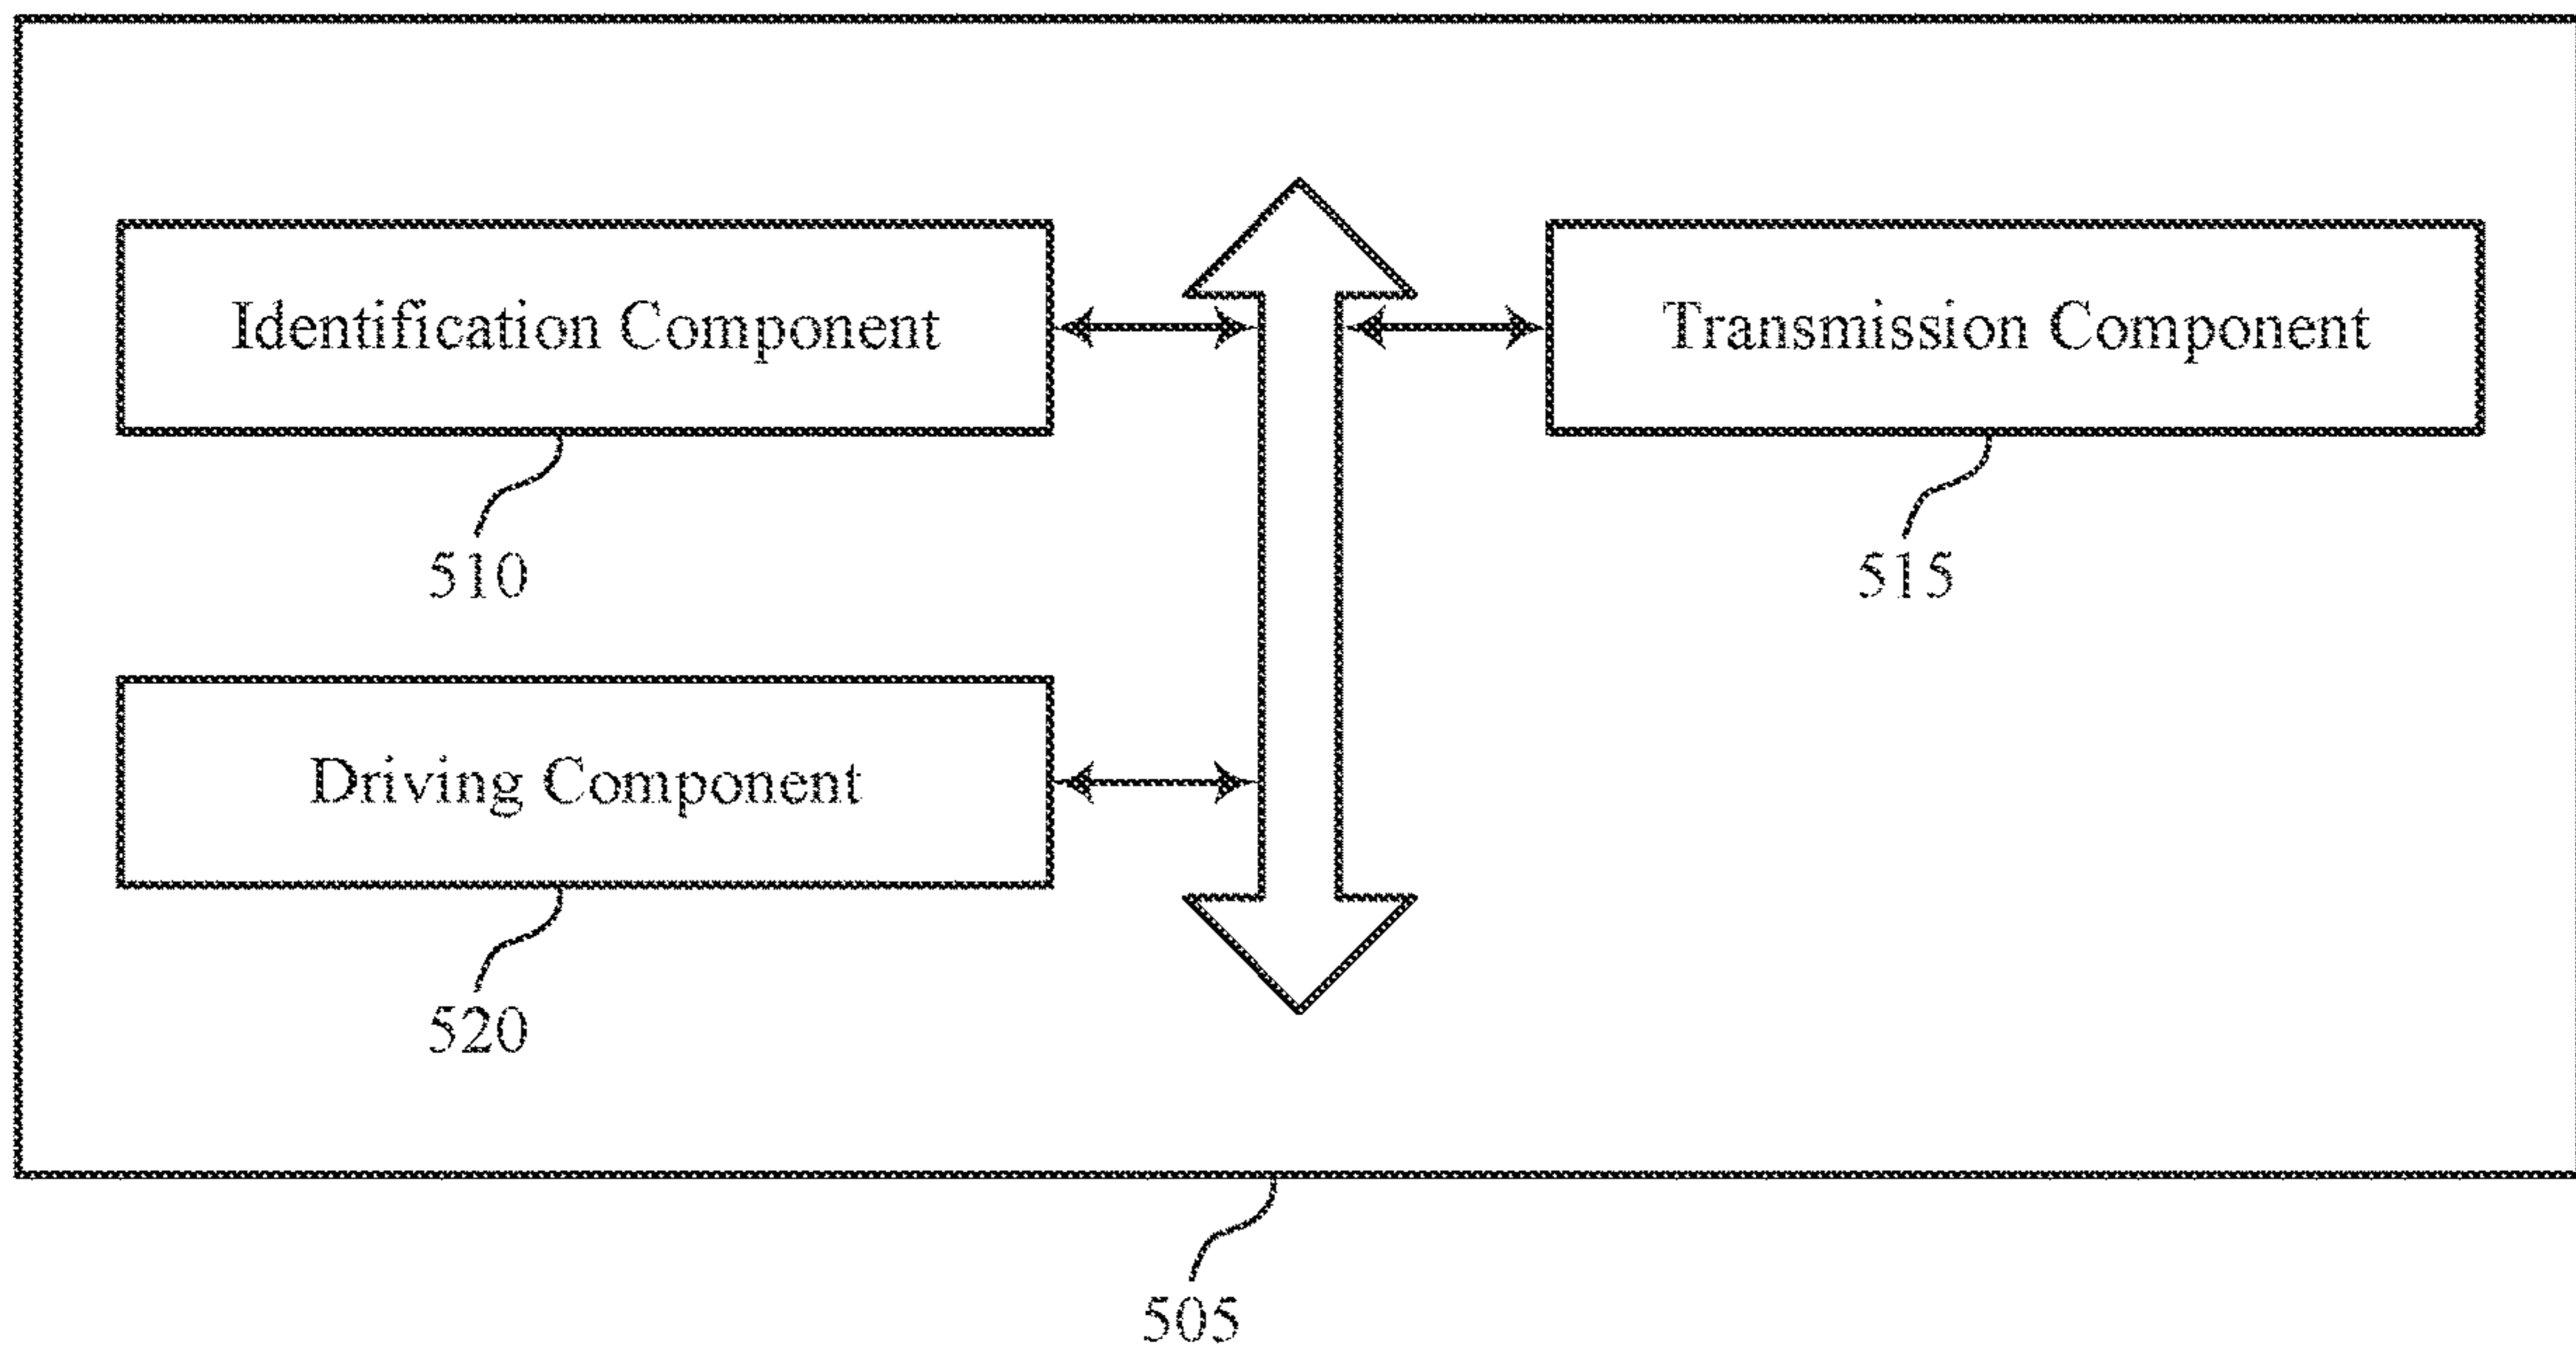 Identification Component
Transmission Component
510
515
Driving Component
520
505